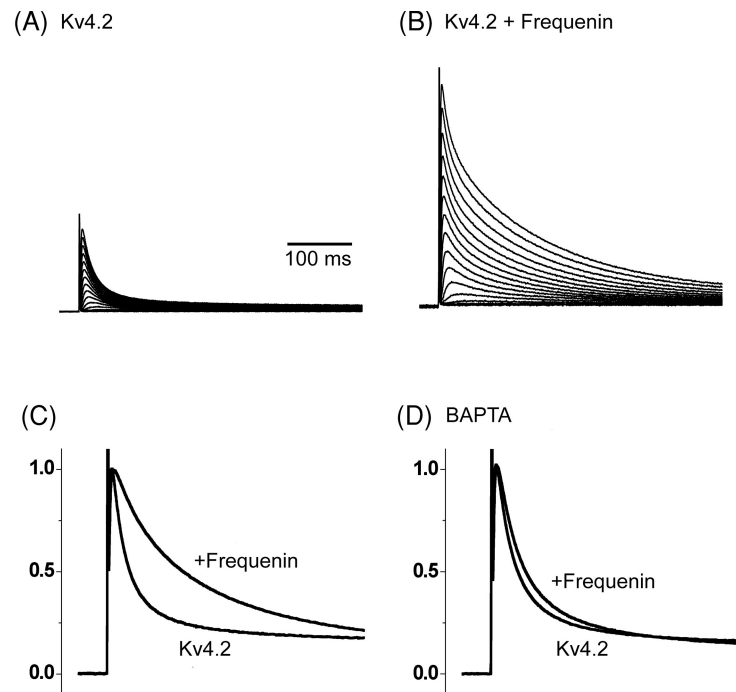 (A) Kv4.2
(B) Kv4.2 + Frequenin
100 ms
(C)
1.0
0.5
0.0
+Frequenin
Kv4.2
(D) BAPTA
1.0
0.5
0.0
+Frequenin
Kv4.2